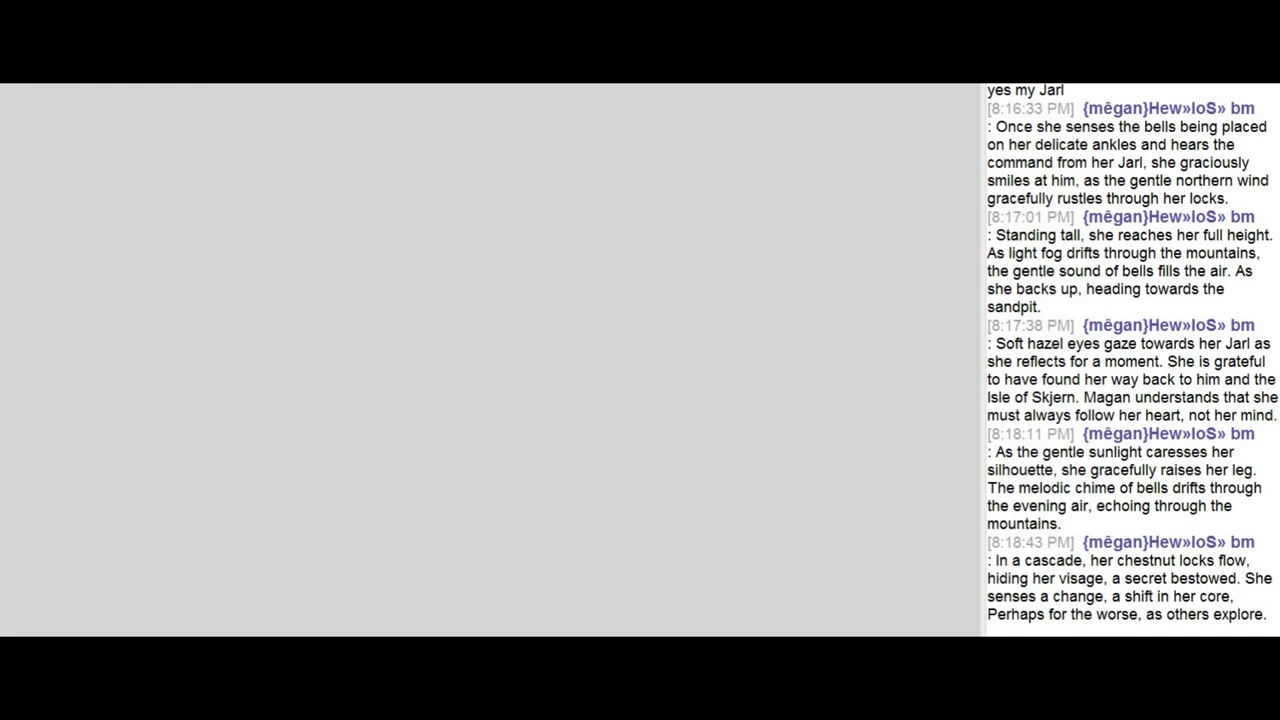 yes my Jarl
[8:16:33 PM] {mêgan}Hew»IoS» bm
: Once she senses the bells being placed
on her delicate ankles and hears the
command from her Jarl, she graciously
smiles at him, as the gentle northern wind
gracefully rustles through her locks.
[8:17:01 PM] {mêgan}Hew»IoS» bm
: Standing tall, she reaches her full height.
As light fog drifts through the mountains,
the gentle sound of bells fills the air. As
she backs up, heading towards the
sandpit.
[8:17:38 PM] {mêgan}Hew»IoS» bm
: Soft hazel eyes gaze towards her Jarl as
she reflects for a moment. She is grateful
to have found her way back to him and the
Isle of Skjern. Magan understands that she
must always follow her heart, not her mind.
[8:18:11 PM] {mêgan}Hew»IoS» bm
: As the gentle sunlight caresses her
silhouette, she gracefully raises her leg.
The melodic chime of bells drifts through
the evening air, echoing through the
mountains.
[8:18:43 PM] {mêgan}Hew»IoS» bm
: In a cascade, her chestnut locks flow,
hiding her visage, a secret bestowed. She
senses a change, a shift in her core,
Perhaps for the worse, as others explore.